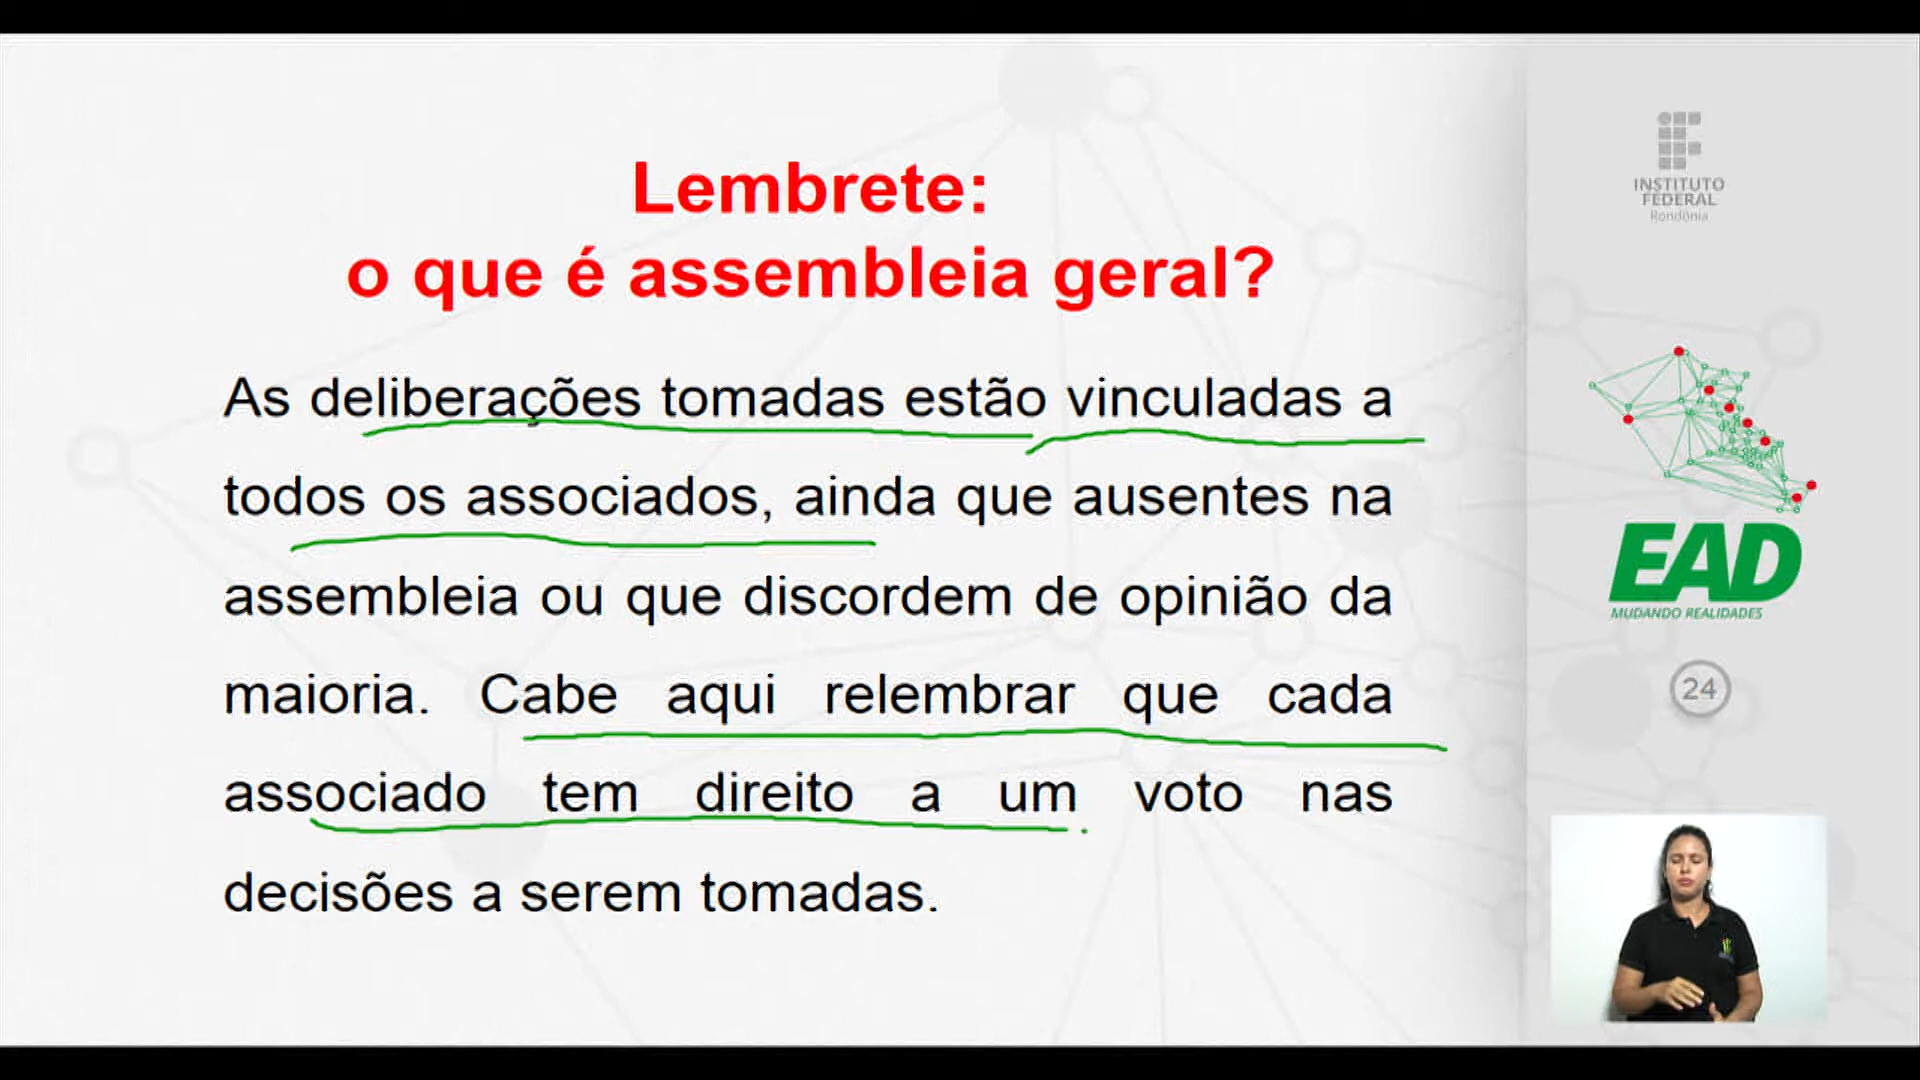 Lembrete:
o que é assembleia geral?
As deliberações tomadas estão vinculadas a
todos os associados, ainda que ausentes na
assembleia ou que discordem de opinião da
maioria. Cabe aqui relembrar que cada
associado tem direito a um voto nas
decisões a serem tomadas.
INSTITUTO
FEDERAL
Rondônia
EAD
MUDANDO REALIDADES
24